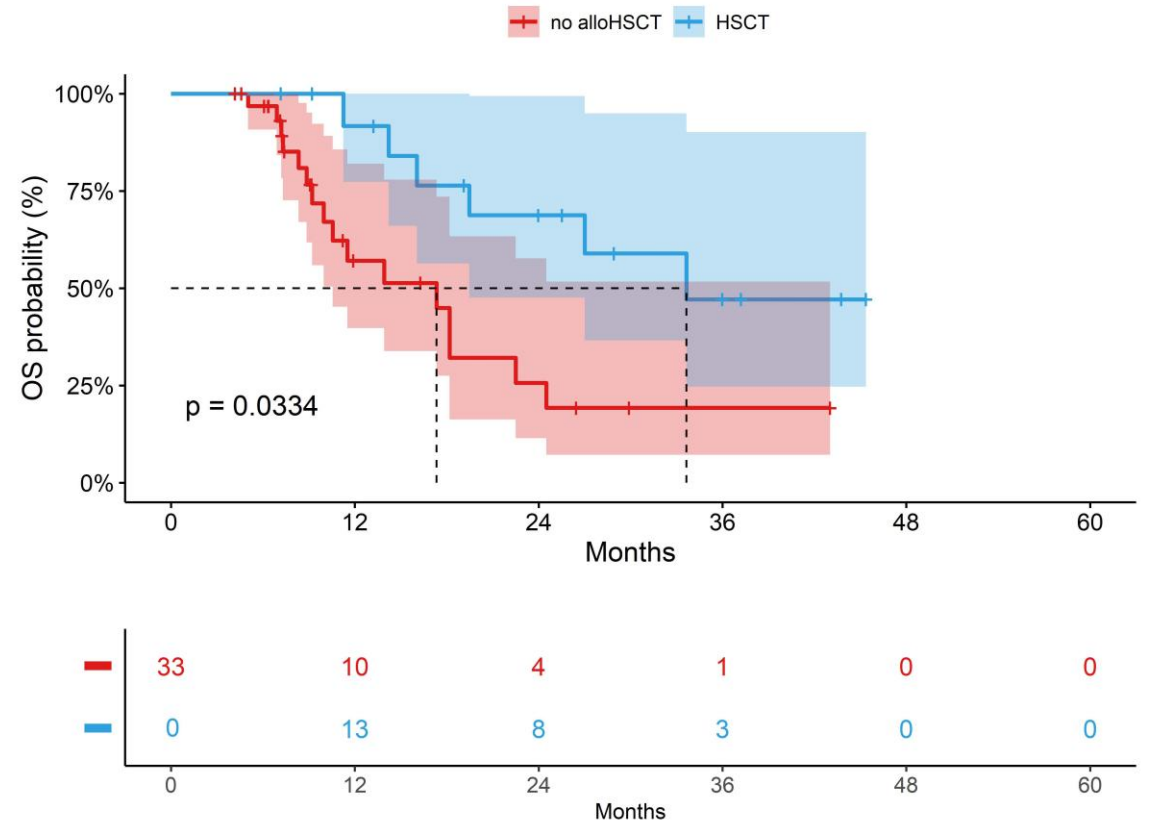 no alloHSCT HSCT
OS probability (%)
100%
75%
50%
25%
0%
p = 0.0334
0 12 24 36 48 60
Months
33 10 4 1 0 0
0 13 8 3 0 0
0 12 24 36 48 60
Months